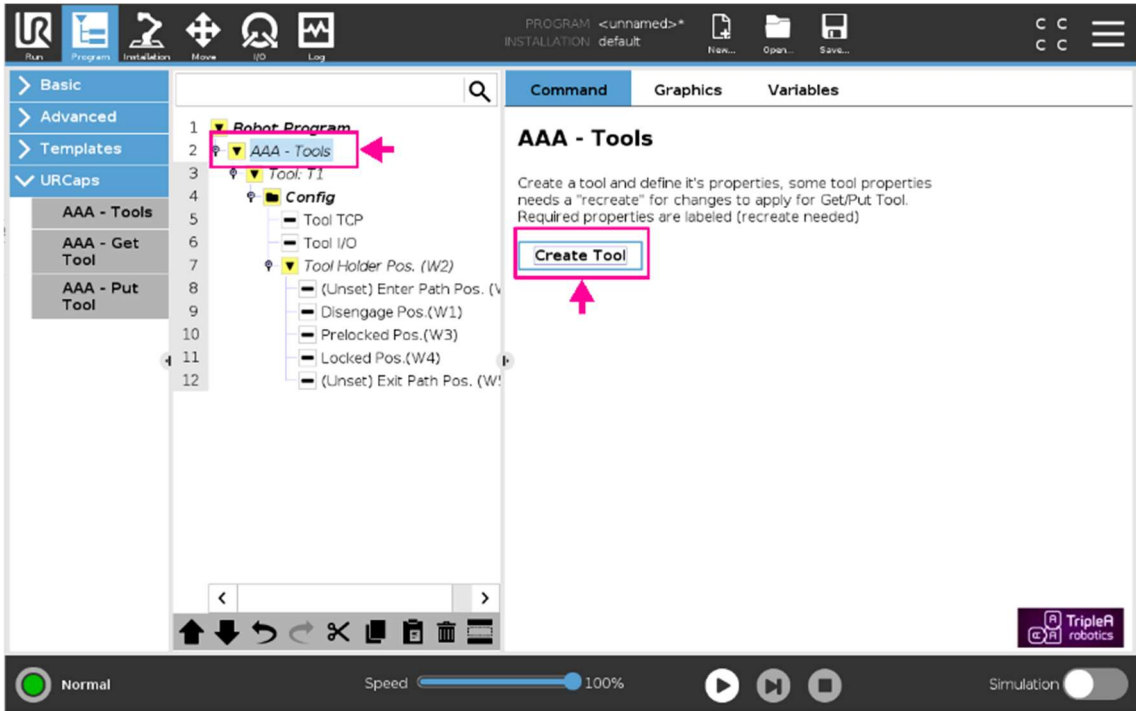 PROGRAM <unnamed>*
INSTALLATION default
Run
Program
Installation
Move
I/O
Log
New...
Open...
Save...
C C
C C
Basic
Advanced
Templates
URCaps
AAA - Tools
AAA - Get
Tool
AAA - Put
Tool
1 Robot Program
2 AAA - Tools
3 Tool: T1
4 Config
5 Tool TCP
6 Tool I/O
7 Tool Holder Pos. (W2)
8 (Unset) Enter Path Pos. (
9 Disengage Pos.(W1)
10 Prelocked Pos.(W3)
11 Locked Pos.(W4)
12 (Unset) Exit Path Pos. (W
Command
Graphics
Variables
AAA - Tools
Create a tool and define it's properties, some tool properties
needs a "recreate" for changes to apply for Get/Put Tool.
Required properties are labeled (recreate needed)
Create Tool
TripleA
robotics
Normal
Speed
100%
Simulation